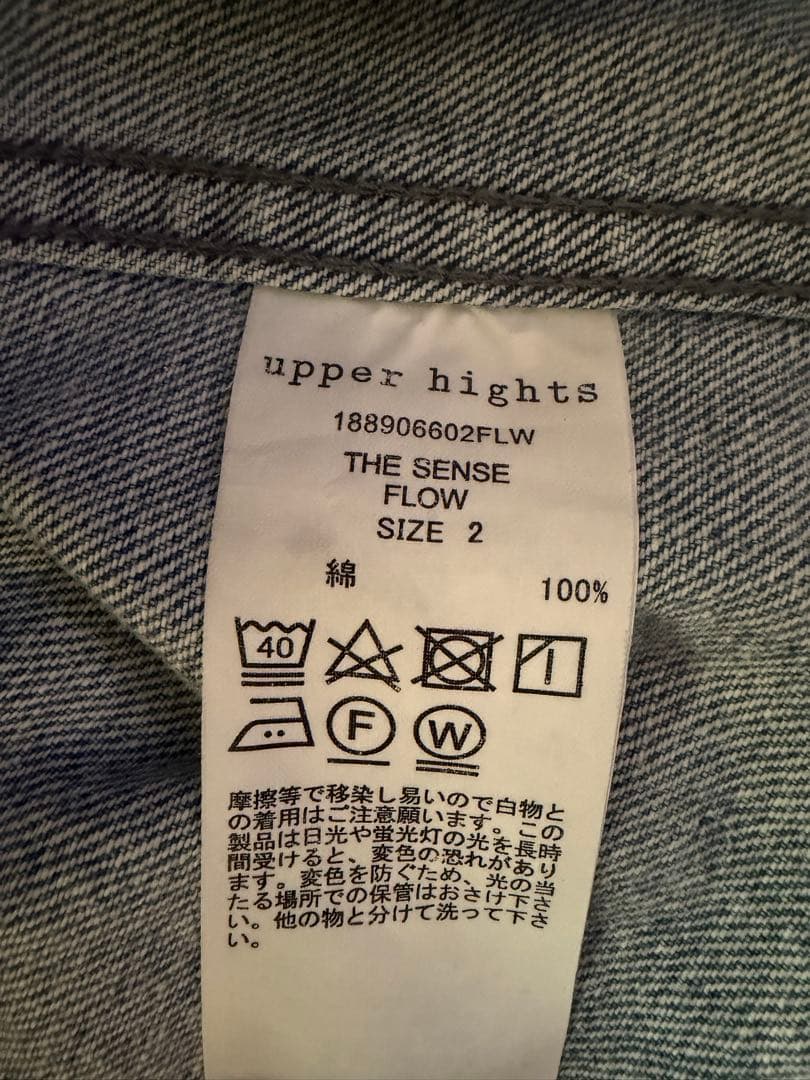 upper hights
188906602FLW
THE SENSE
FLOW
SIZE 2
綿 100%
40
F W
摩擦等で移染し易いので白物と
の着用はご注意願います。この
製品は日光や蛍光灯の光を長時
間受けると、変色の恐れがあり
ます。変色を防ぐため、光の当
たる場所での保管はおさけ下さ
い。他の物と分けて洗って下さ
い。